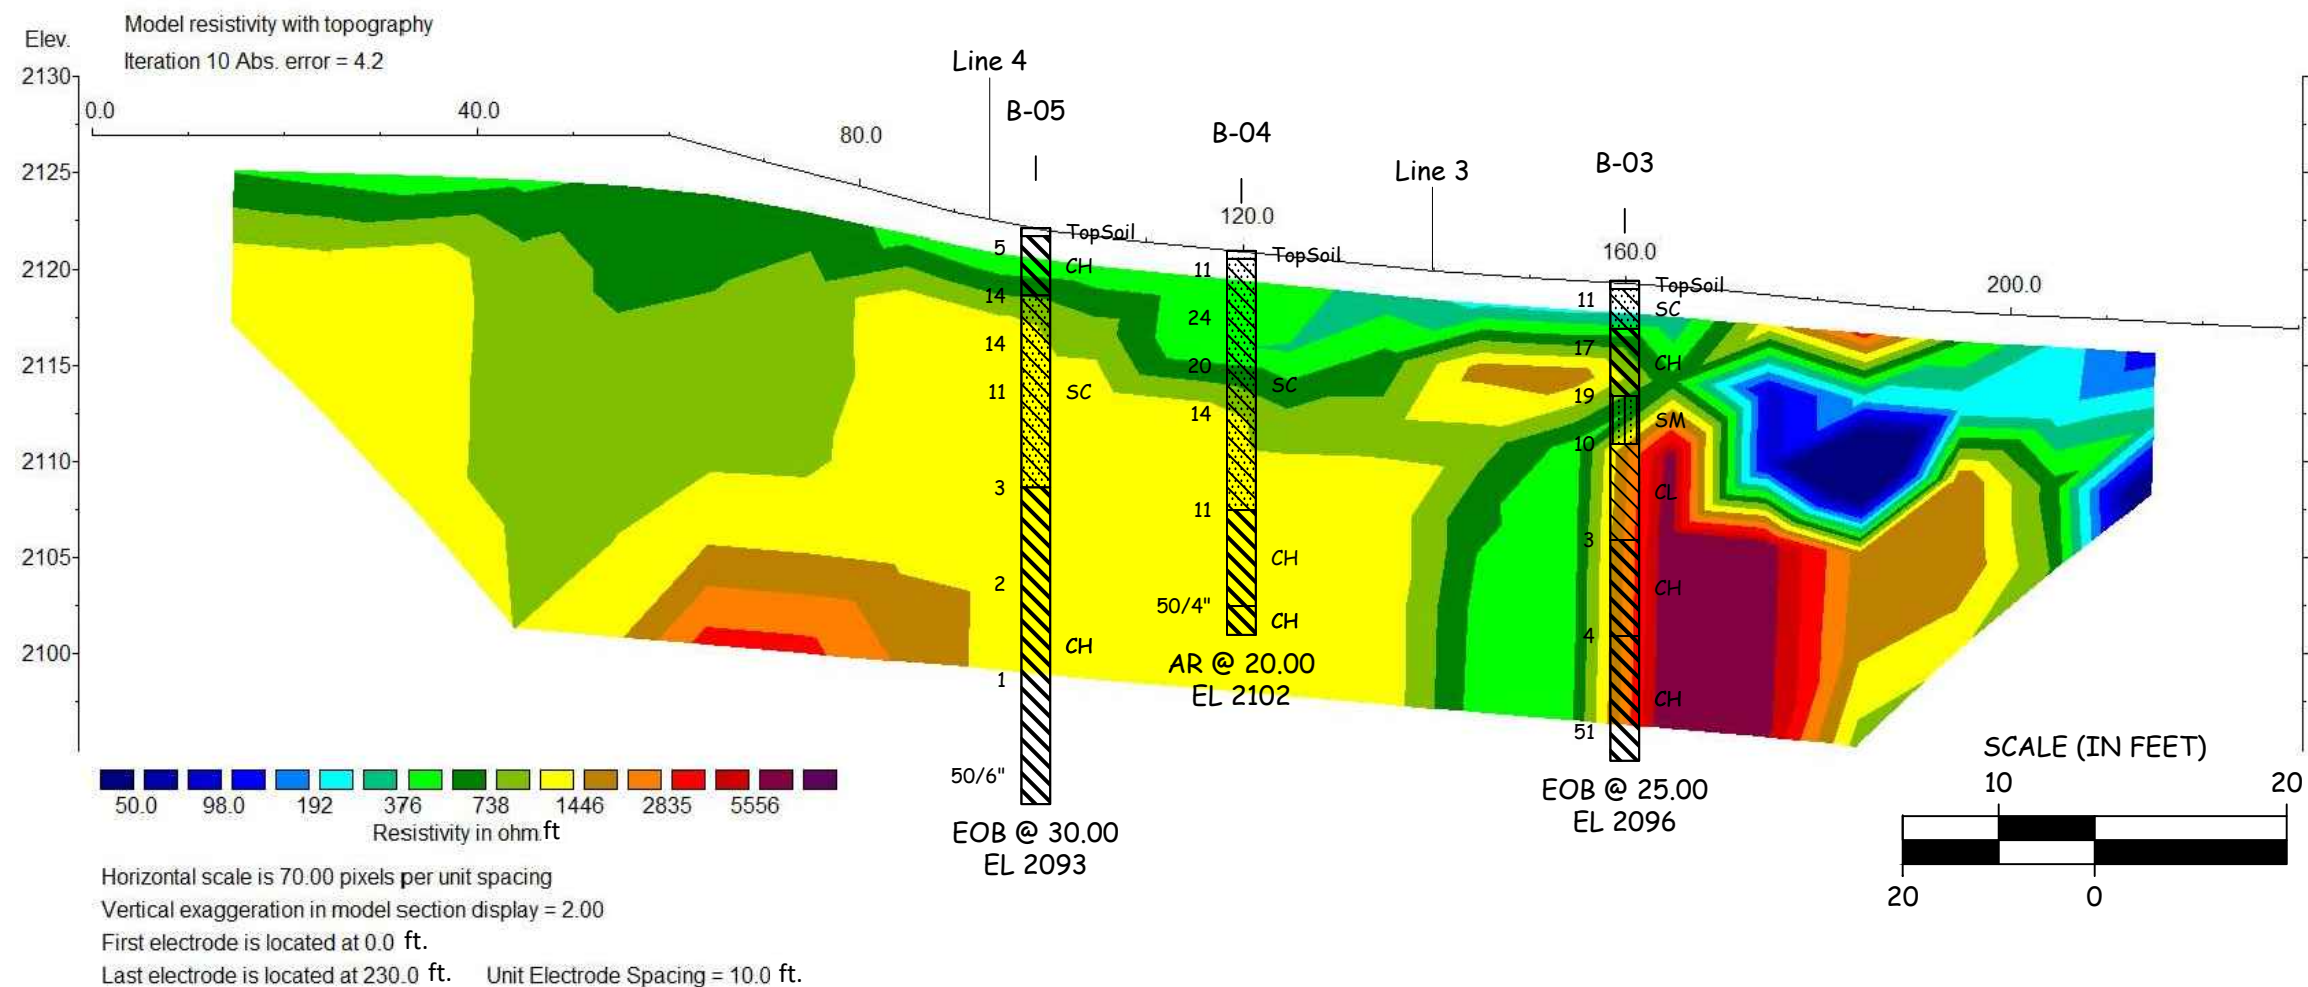 Model resistivity with topography
Elev.
Iteration 10 Abs. error = 4.2
Line 4
2130
0.0
40.0
80.0
B-05
B-04
Line 3
B-03
2125
120.0
160.0
200.0
TopSoil
TopSoil
TopSoil
2120
5
CH
14
14
11
SC
3
2
CH
1
50/6"
EOB @ 30.00
EL 2093
11
24
20
SC
14
11
CH
50/4"
CH
AR @ 20.00
EL 2102
11
SC
17
CH
19
SM
10
CL
3
CH
4
CH
51
EOB @ 25.00
EL 2096
2115
2110
2105
2100
50.0 98.0 192 376 738 1446 2835 5556
Resistivity in ohm.ft
SCALE (IN FEET)
10 20
20 0
Horizontal scale is 70.00 pixels per unit spacing
Vertical exaggeration in model section display = 2.00
First electrode is located at 0.0 ft.
Last electrode is located at 230.0 ft. Unit Electrode Spacing = 10.0 ft.